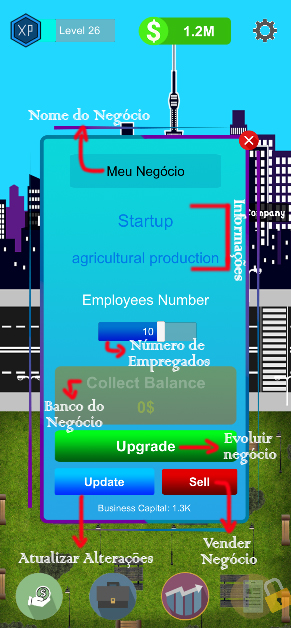 XP
Level 26
$
1.2M
Nome do Negócio
Meu Negócio
Company
Startup
Informações
agricultural production
Employees Number
10
Número de
Empregados
Collect Balance
0$
Banco do
Negócio
Upgrade
Evoluir
negócio
Update
Sell
Business Capital: 1.3K
Atualizar Alterações
Vender
Negócio